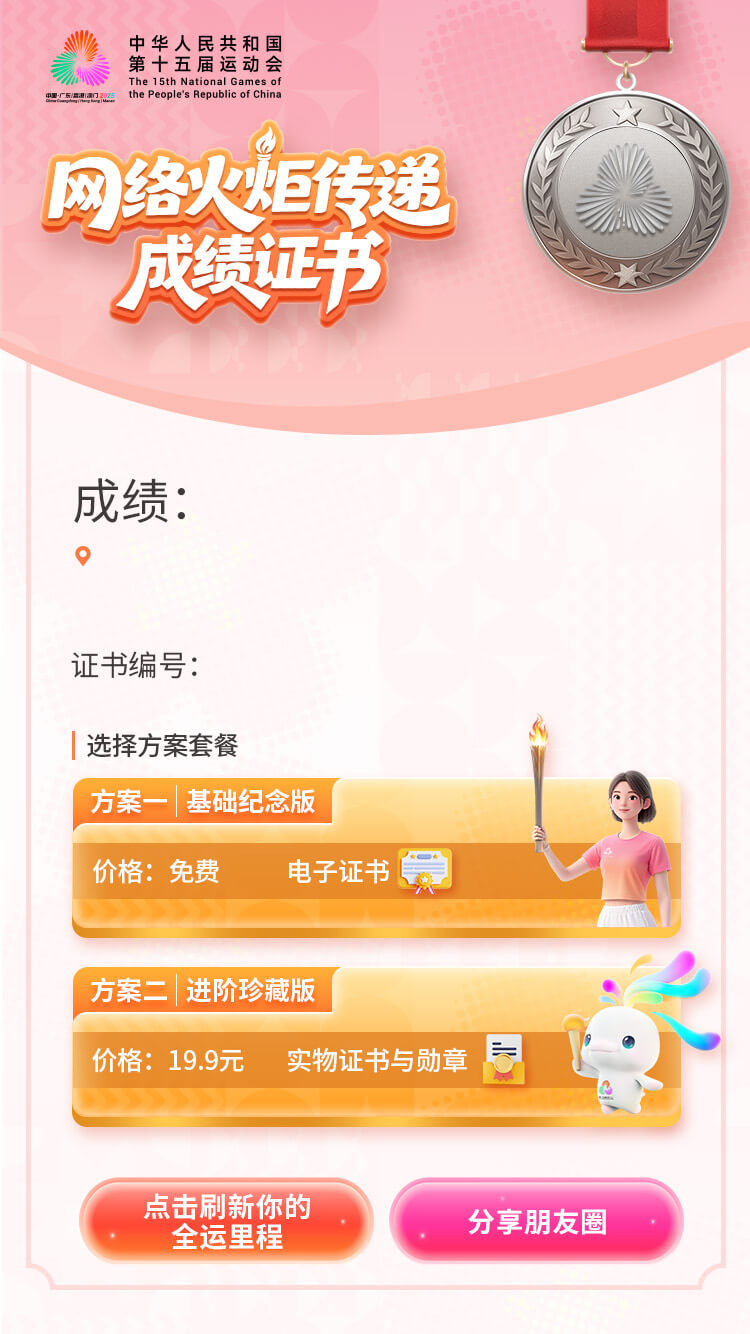 中华人民共和国
第十五届运动会
The 15th National Games of
the People's Republic of China
中国·广东|香港|澳门 2025
China·Guangdong | Hong Kong | Macao
网络火炬传递
成绩证书
成绩：
证书编号：
选择方案套餐
方案一 基础纪念版
价格：免费 电子证书
方案二 进阶珍藏版
价格：19.9元 实物证书与勋章
点击刷新你的
全运里程
分享朋友圈